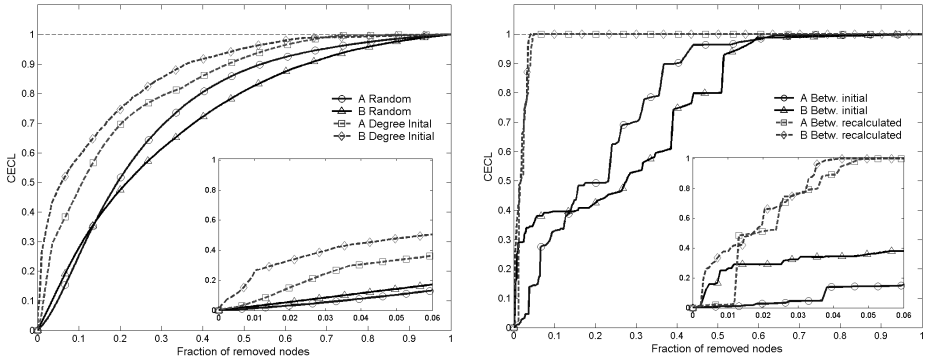 1
0.9
0.8
0.7
0.6
0.5
0.4
0.3
0.2
0.1
0
CECL
0 0.1 0.2 0.3 0.4 0.5 0.6 0.7 0.8 0.9 1
Fraction of removed nodes
A Random
B Random
A Degree Inital
B Degree Initial
1
0.8
0.6
0.4
0.2
0
0 0.01 0.02 0.03 0.04 0.05 0.06
1
0.9
0.8
0.7
0.6
0.5
0.4
0.3
0.2
0.1
0
CECL
0 0.1 0.2 0.3 0.4 0.5 0.6 0.7 0.8 0.9 1
Fraction of removed nodes
A Betw. initial
B Betw. initial
A Betw. recalculated
B Betw. recalculated
1
0.8
0.6
0.4
0.2
0
0 0.01 0.02 0.03 0.04 0.05 0.06